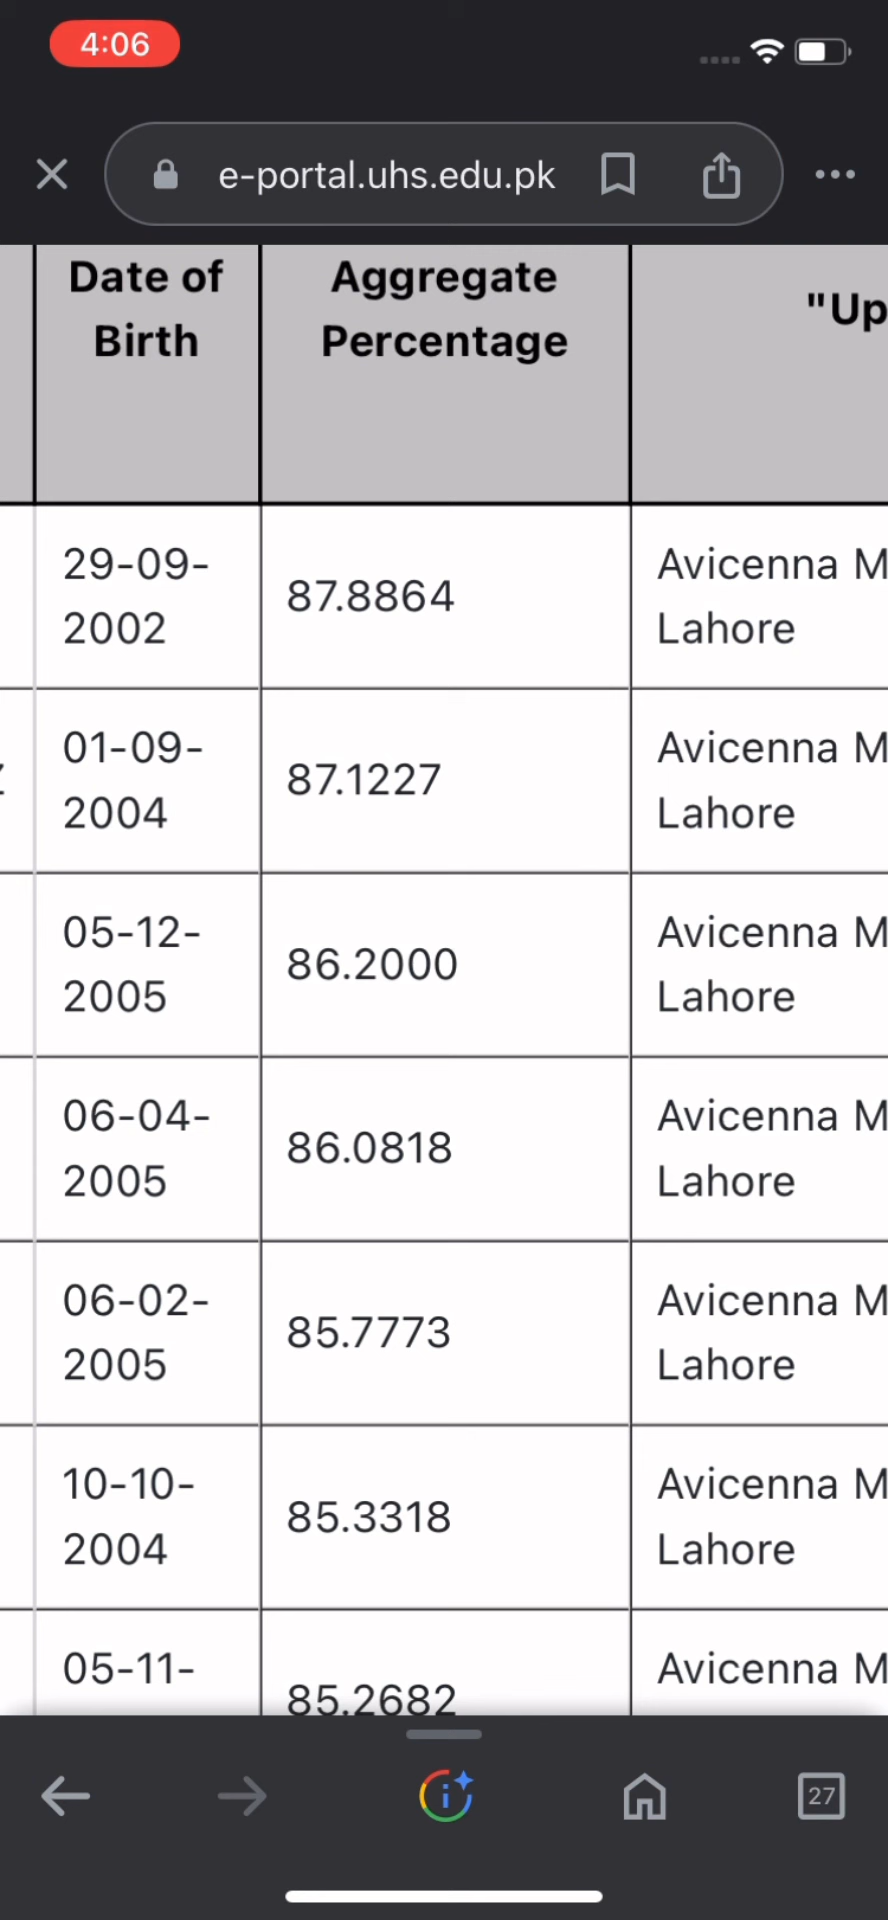 4:06
e-portal.uhs.edu.pk
Date of
Birth
Aggregate
Percentage
"Up
29-09-
2002
87.8864
Avicenna M
Lahore
01-09-
2004
87.1227
Avicenna M
Lahore
05-12-
2005
86.2000
Avicenna M
Lahore
06-04-
2005
86.0818
Avicenna M
Lahore
06-02-
2005
85.7773
Avicenna M
Lahore
10-10-
2004
85.3318
Avicenna M
Lahore
05-11-
85.2682
Avicenna M
27